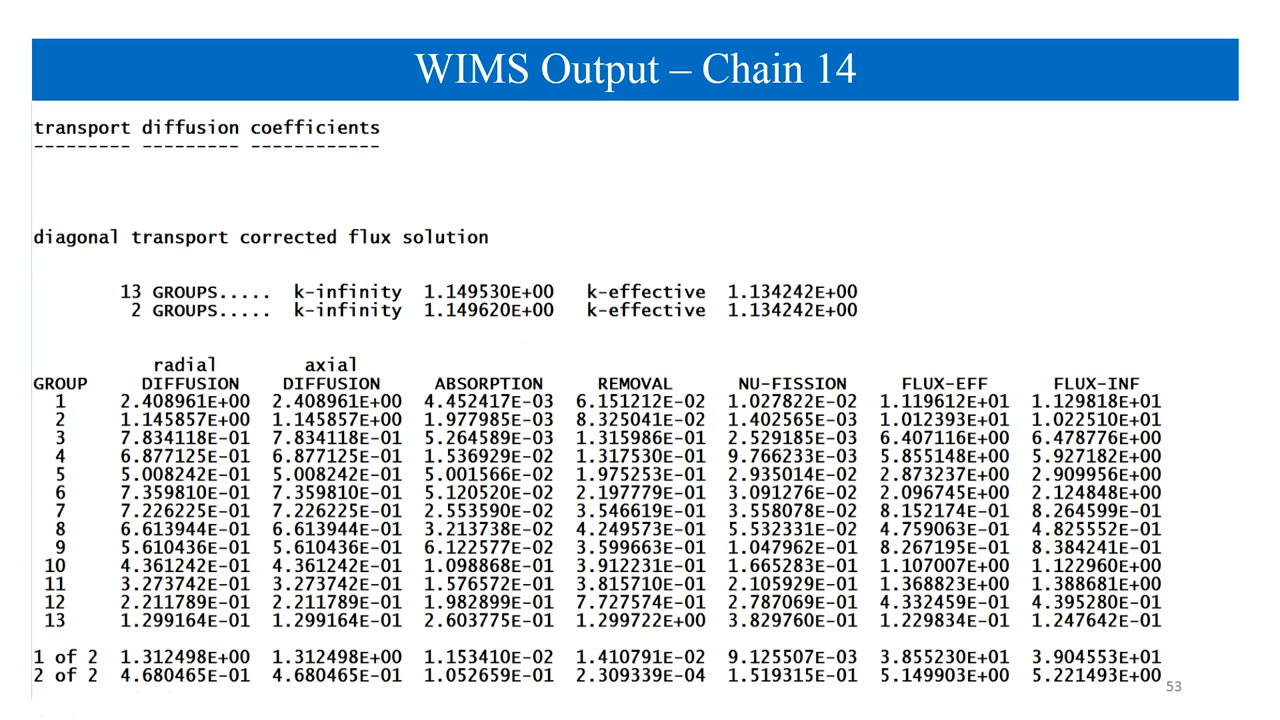 WIMS Output – Chain 14
transport diffusion coefficients
--------- --------- ------------
diagonal transport corrected flux solution
13 GROUPS..... k-infinity 1.149530E+00 k-effective 1.134242E+00
2 GROUPS..... k-infinity 1.149620E+00 k-effective 1.134242E+00
radial axial
GROUP DIFFUSION DIFFUSION ABSORPTION REMOVAL NU-FISSION FLUX-EFF FLUX-INF
1 2.408961E+00 2.408961E+00 4.452417E-03 6.151212E-02 1.027822E-02 1.119612E+01 1.129818E+01
2 1.145857E+00 1.145857E+00 1.977985E-03 8.325041E-02 1.402565E-03 1.012393E+01 1.022510E+01
3 7.834118E-01 7.834118E-01 5.264589E-03 1.315986E-01 2.529185E-03 6.407116E+00 6.478776E+00
4 6.877125E-01 6.877125E-01 1.536929E-02 1.317530E-01 9.766233E-03 5.855148E+00 5.927182E+00
5 5.008242E-01 5.008242E-01 5.001566E-02 1.975253E-01 2.935014E-02 2.873237E+00 2.909956E+00
6 7.359810E-01 7.359810E-01 5.120520E-02 2.197779E-01 3.091276E-02 2.096745E+00 2.124848E+00
7 7.226225E-01 7.226225E-01 2.553590E-02 3.546619E-01 3.558078E-02 8.152174E-01 8.264599E-01
8 6.613944E-01 6.613944E-01 3.213738E-02 4.249573E-01 5.532331E-02 4.759063E-01 4.825552E-01
9 5.610436E-01 5.610436E-01 6.122577E-02 3.599663E-01 1.047962E-01 8.267195E-01 8.384241E-01
10 4.361242E-01 4.361242E-01 1.098868E-01 3.912231E-01 1.665283E-01 1.107007E+00 1.122960E+00
11 3.273742E-01 3.273742E-01 1.576572E-01 3.815710E-01 2.105929E-01 1.368823E+00 1.388681E+00
12 2.211789E-01 2.211789E-01 1.982899E-01 7.727574E-01 2.787069E-01 4.332459E-01 4.395280E-01
13 1.299164E-01 1.299164E-01 2.603775E-01 1.299722E+00 3.829760E-01 1.229834E-01 1.247642E-01
1 of 2 1.312498E+00 1.312498E+00 1.153410E-02 1.410791E-02 9.125507E-03 3.855230E+01 3.904553E+01
2 of 2 4.680465E-01 4.680465E-01 1.052659E-01 2.309339E-04 1.519315E-01 5.149903E+00 5.221493E+00
53